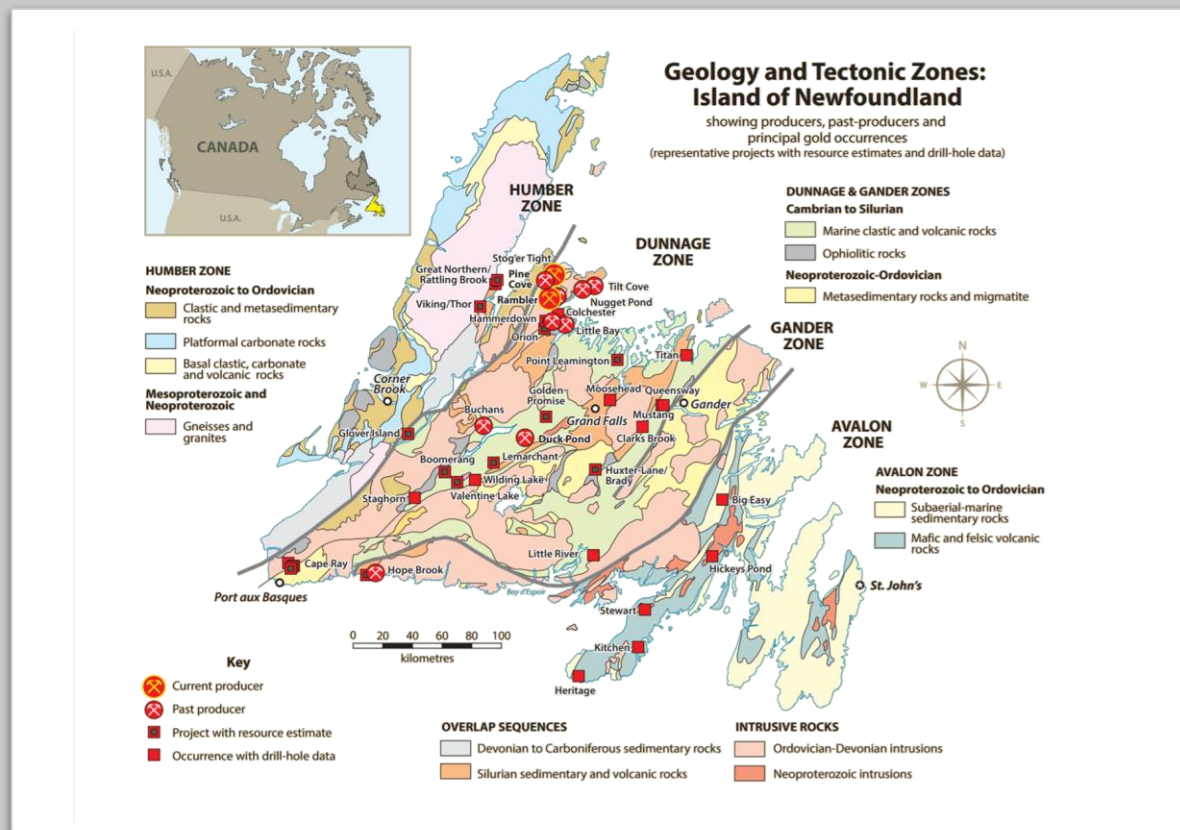 Geology and Tectonic Zones:
Island of Newfoundland
showing producers, past-producers and
principal gold occurrences
(representative projects with resource estimates and drill-hole data)
U.S.A.
CANADA
U.S.A.
HUMBER
ZONE
DUNNAGE
ZONE
GANDER
ZONE
AVALON
ZONE
DUNNAGE & GANDER ZONES
Cambrian to Silurian
Marine clastic and volcanic rocks
Ophiolitic rocks
Neoproterozoic-Ordovician
Metasedimentary rocks and migmatite
HUMBER ZONE
Neoproterozoic to Ordovician
Clastic and metasedimentary
rocks
Platformal carbonate rocks
Basal clastic, carbonate
and volcanic rocks
Mesoproterozoic and
Neoproterozoic
Gneisses and
granites
Stog'er Tight
Great Northern/
Rattling Brook
Pine
Cove
Tilt Cove
Viking/Thor
Rambler
Nugget Pond
Hammerdown
Colchester
Orion
Little Bay
Point Leamington
Titan
Corner
Brook
Golden
Promise
Moosehead
Queensway
Buchans
Grand Falls
Mustang
Gander
Glover Island
Duck Pond
Clarks Brook
Boomerang
Lemarchant
Huxter-Lane/
Brady
Wilding Lake
Staghorn
Valentine Lake
Big Easy
Little River
Cape Ray
Hope Brook
Hickeys Pond
Port aux Basques
Bay d'Espoir
St. John's
Stewart
Kitchen
Heritage
N
W
E
S
AVALON ZONE
Neoproterozoic to Ordovician
Subaerial-marine
sedimentary rocks
Mafic and felsic volcanic
rocks
0 20 40 60 80 100
kilometres
Key
Current producer
Past producer
Project with resource estimate
Occurrence with drill-hole data
OVERLAP SEQUENCES
Devonian to Carboniferous sedimentary rocks
Silurian sedimentary and volcanic rocks
INTRUSIVE ROCKS
Ordovician-Devonian intrusions
Neoproterozoic intrusions